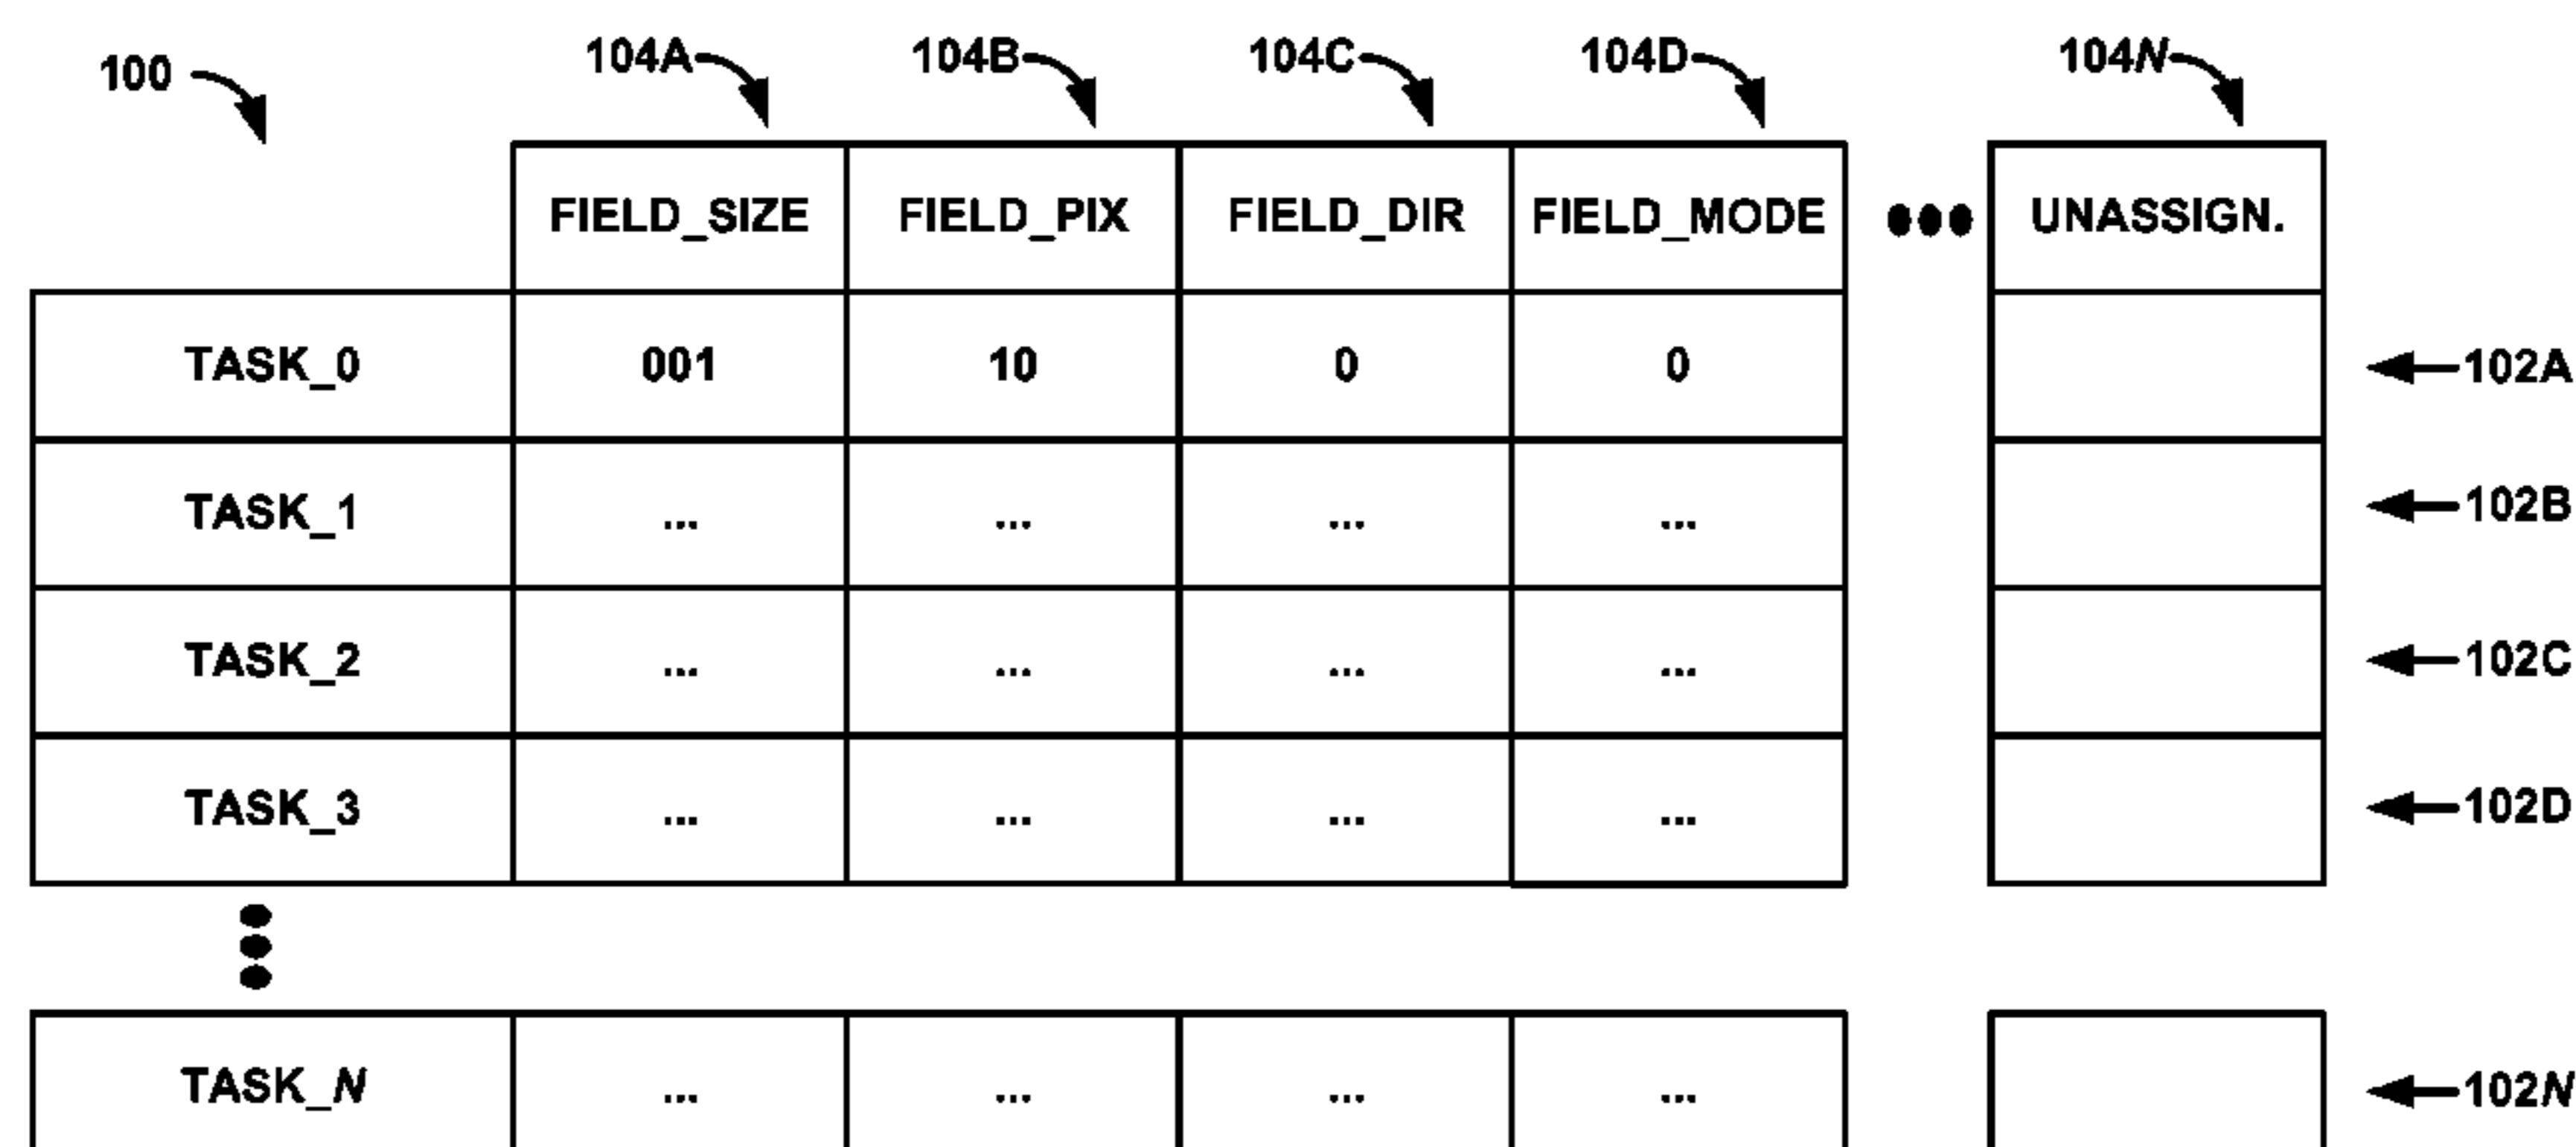 100 104A 104B 104C 104D 104N
FIELD_SIZE FIELD_PIX FIELD_DIR FIELD_MODE ●●● UNASSIGN.
TASK_0 001 10 0 0 102A
TASK_1 ... ... ... ... 102B
TASK_2 ... ... ... ... 102C
TASK_3 ... ... ... ... 102D
TASK_N ... ... ... ... 102N